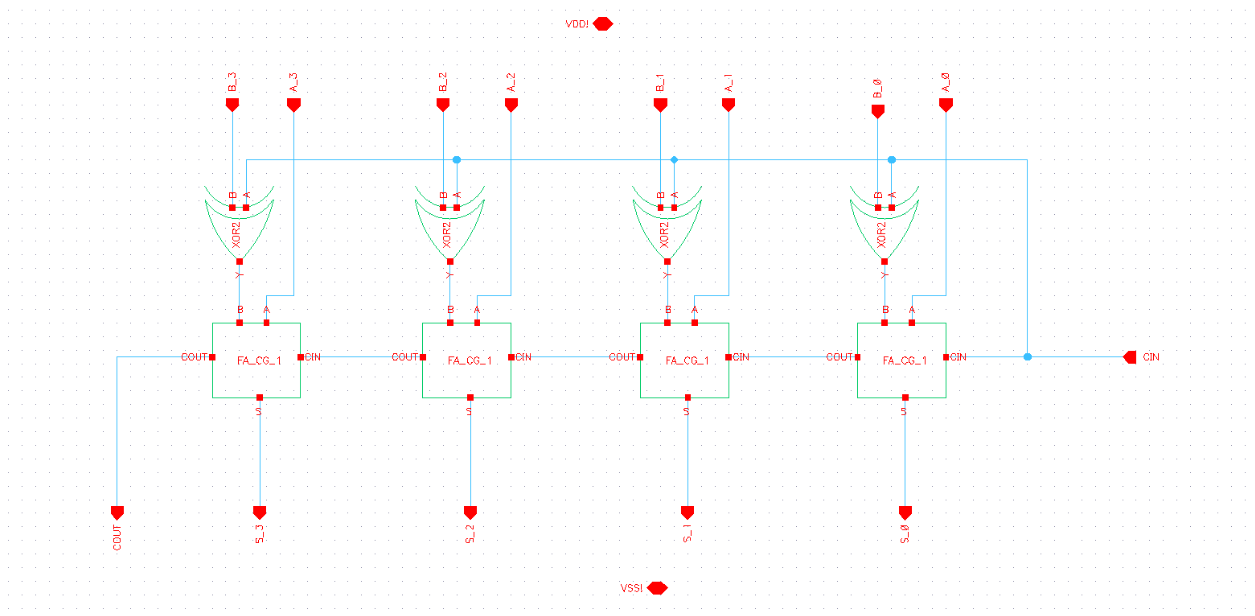 VDD!
B_3 A_3 B_2 A_2 B_1 A_1 B_0 A_0
B A B A B A B A
XOR2 XOR2 XOR2 XOR2
Y Y Y Y
B A B A B A B A
COUT FA_CG_1 CIN COUT FA_CG_1 CIN COUT FA_CG_1 CIN COUT FA_CG_1 CIN CIN
S S S S
COUT S_3 S_2 S_1 S_0
VSS!